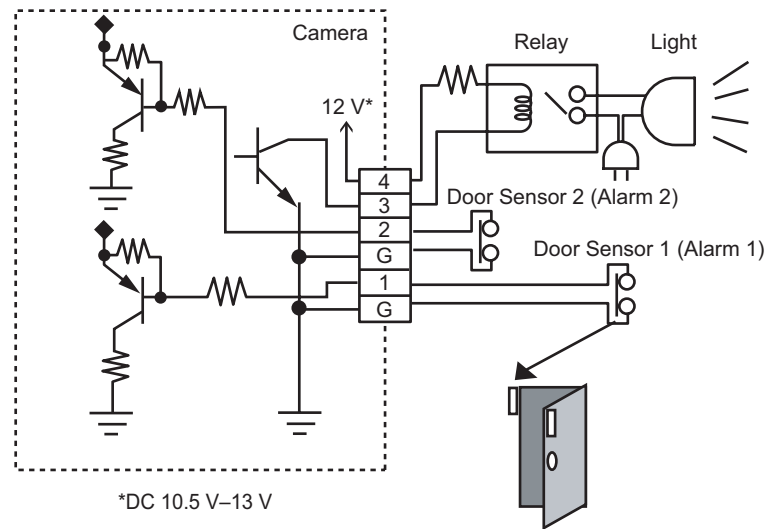 Camera
Relay
Light
12 V*
4
3
2
G
1
G
Door Sensor 2 (Alarm 2)
Door Sensor 1 (Alarm 1)
*DC 10.5 V–13 V